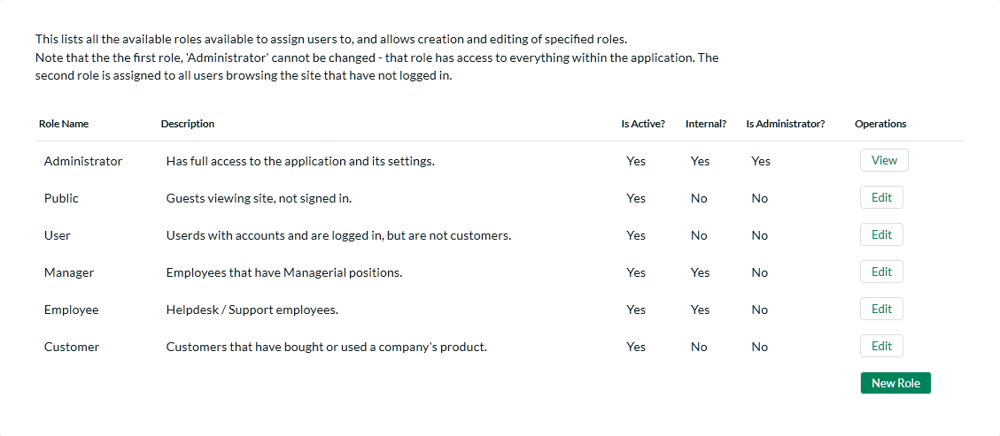 This lists all the available roles available to assign users to, and allows creation and editing of specified roles.
Note that the the first role, 'Administrator' cannot be changed - that role has access to everything within the application. The
second role is assigned to all users browsing the site that have not logged in.
Role Name Description Is Active? Internal? Is Administrator? Operations
Administrator Has full access to the application and its settings. Yes Yes Yes View
Public Guests viewing site, not signed in. Yes No No Edit
User Userds with accounts and are logged in, but are not customers. Yes No No Edit
Manager Employees that have Managerial positions. Yes Yes No Edit
Employee Helpdesk / Support employees. Yes Yes No Edit
Customer Customers that have bought or used a company's product. Yes No No Edit
New Role